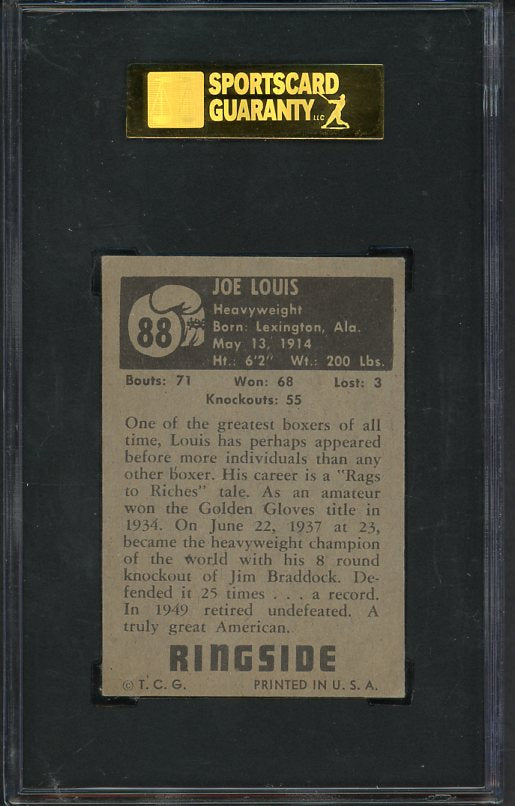 SPORTSCARD
GUARANTY LLC
88
JOE LOUIS
Heavyweight
Born: Lexington, Ala.
May 13, 1914
Ht.: 6'2" Wt.: 200 Lbs.
Bouts: 71 Won: 68 Lost: 3
Knockouts: 55
One of the greatest boxers of all
time, Louis has perhaps appeared
before more individuals than any
other boxer. His career is a "Rags
to Riches" tale. As an amateur
won the Golden Gloves title in
1934. On June 22, 1937 at 23,
became the heavyweight champion
of the world with his 8 round
knockout of Jim Braddock. De-
fended it 25 times . . . a record.
In 1949 retired undefeated. A
truly great American.
RINGSIDE
© T. C. G. PRINTED IN U. S. A.